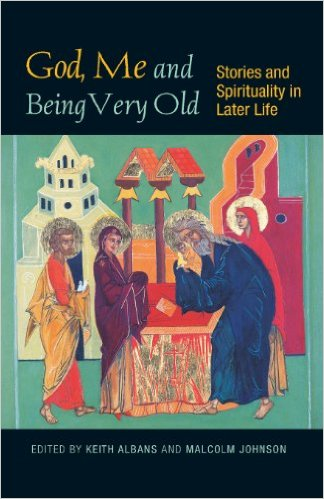 God, Me and
Being Very Old
Stories and
Spirituality in
Later Life
EDITED BY KEITH ALBANS AND MALCOLM JOHNSON